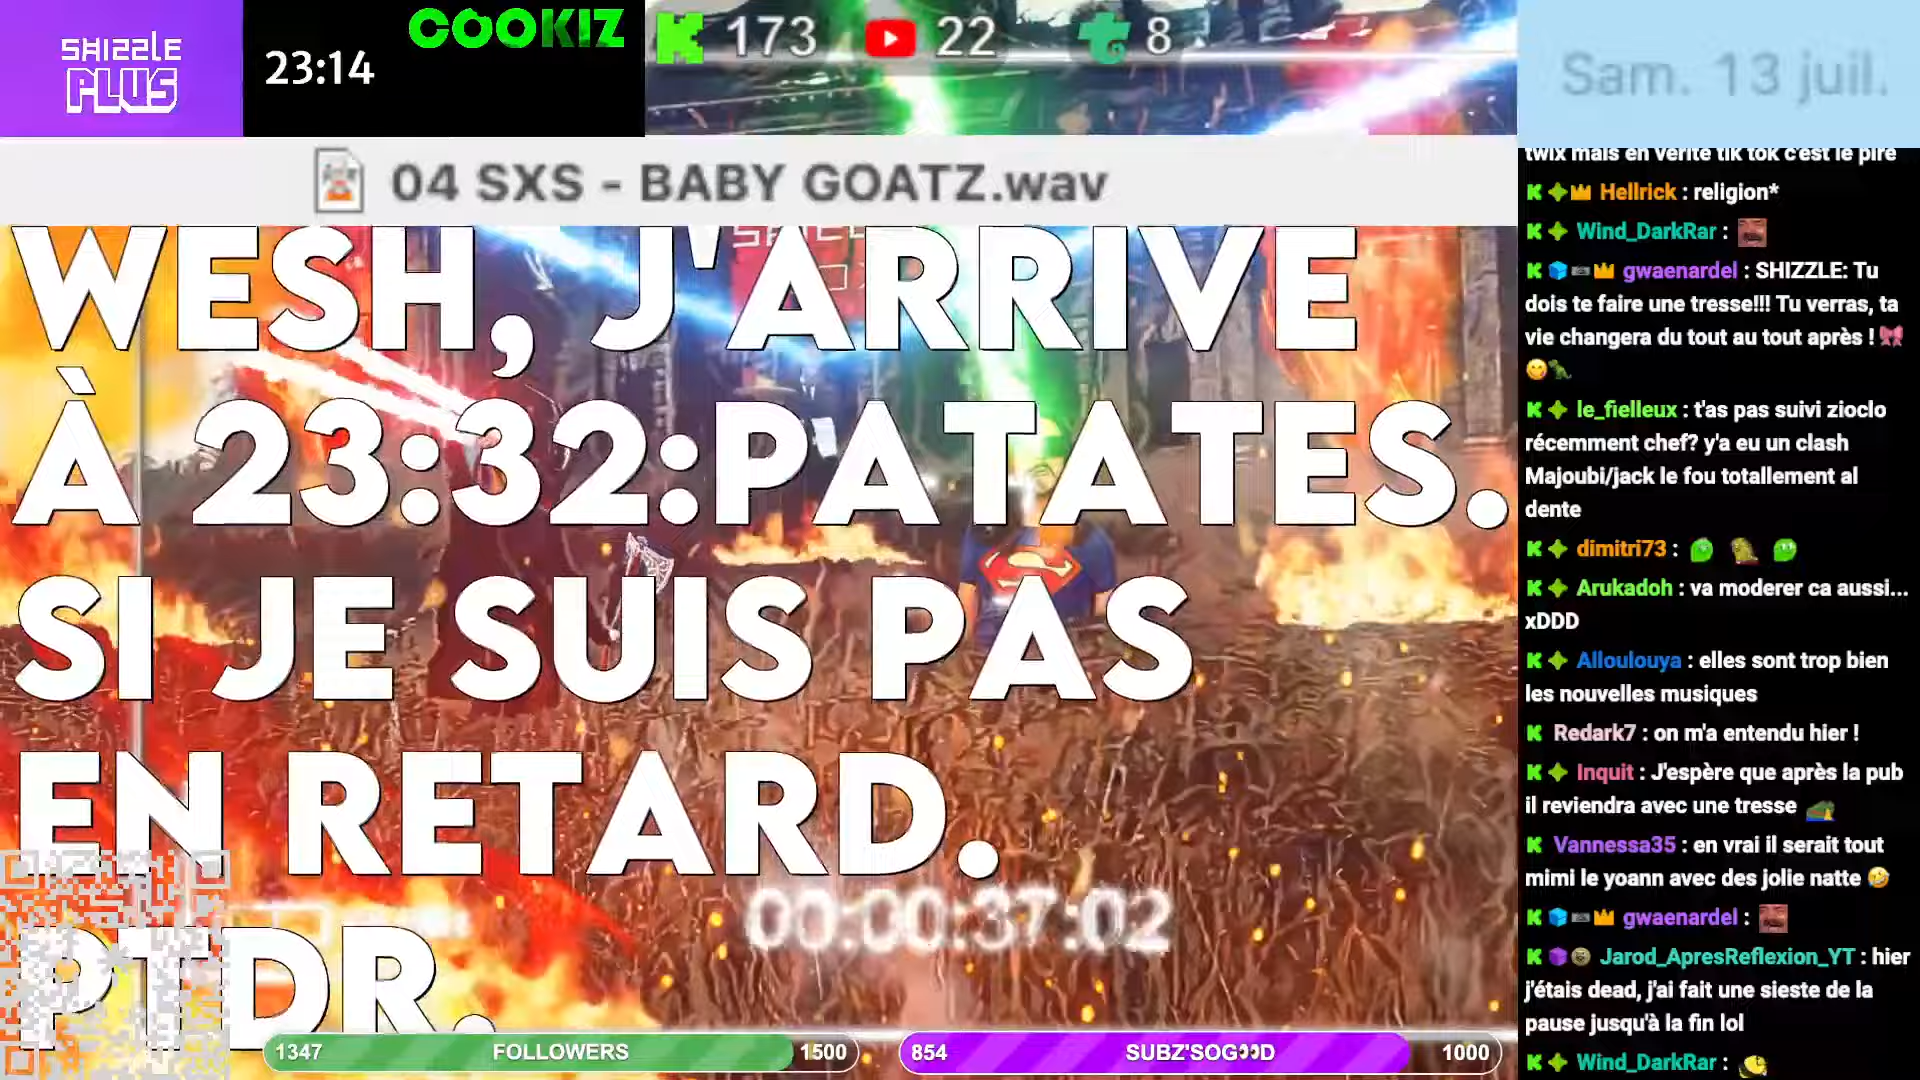 SHIZZLE
PLUS
23:14
COOKIZ
173
22
8
Sam. 13 juil.
04 SXS - BABY GOATZ.wav
WESH, J'ARRIVE
À 23:32:PATATES.
SI JE SUIS PAS
EN RETARD.
PTDR.
00:00:37:02
1347
FOLLOWERS
1500
854
SUBZ'SOG👀D
1000
twix mais en vérité tik tok c'est le pire
Hellrick : religion*
Wind_DarkRar :
gwaenardel : SHIZZLE: Tu
dois te faire une tresse!!! Tu verras, ta
vie changera du tout au tout après ! 🎀
😋🦖
le_fielleux : t'as pas suivi zioclo
récemment chef? y'a eu un clash
Majoubi/jack le fou totallement al
dente
dimitri73 :
Arukadoh : va moderer ca aussi...
xDDD
Alloulouya : elles sont trop bien
les nouvelles musiques
Redark7 : on m'a entendu hier !
Inquit : J'espère que après la pub
il reviendra avec une tresse
Vannessa35 : en vrai il serait tout
mimi le yoann avec des jolie natte 🤣
gwaenardel :
Jarod_ApresReflexion_YT : hier
j'étais dead, j'ai fait une sieste de la
pause jusqu'à la fin lol
Wind_DarkRar :